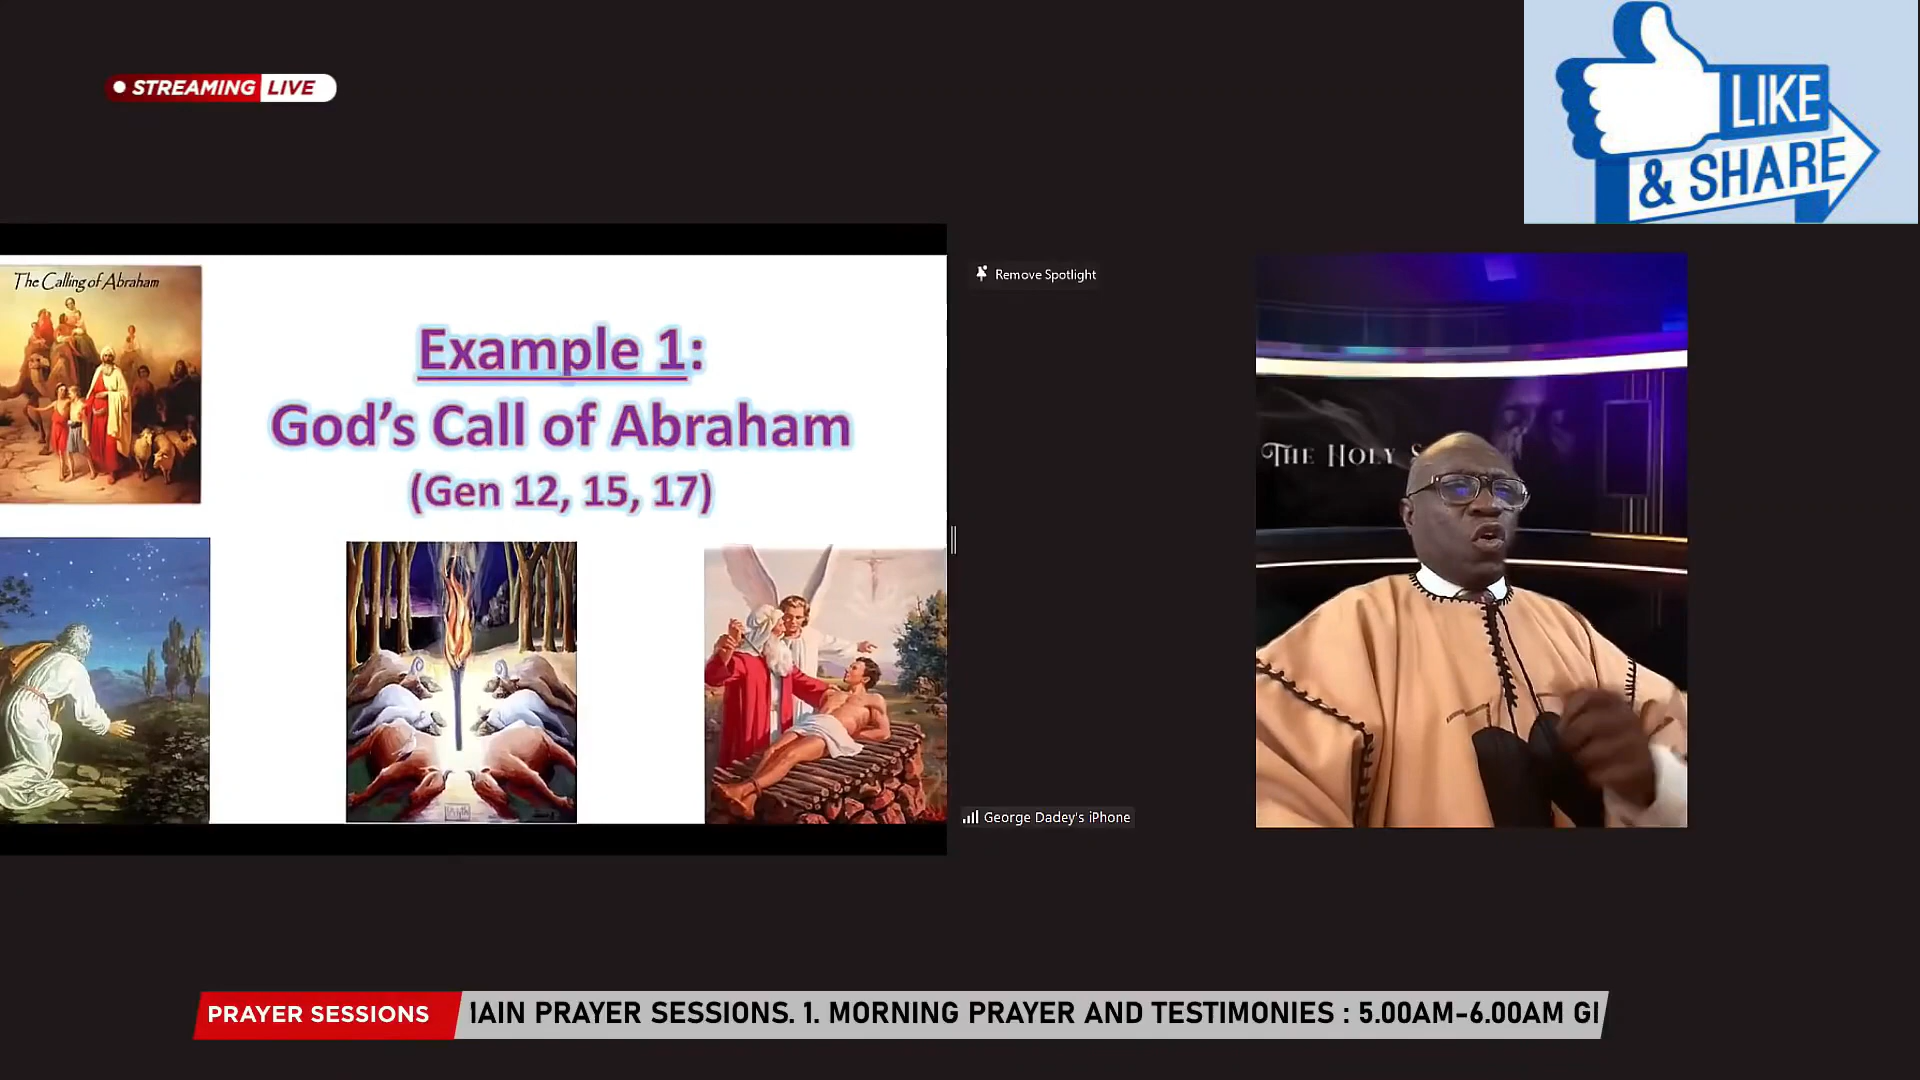 STREAMING LIVE
LIKE
& SHARE
The Calling of Abraham
Example 1:
God's Call of Abraham
(Gen 12, 15, 17)
Remove Spotlight
THE HOLY S
George Dadey's iPhone
PRAYER SESSIONS
IAIN PRAYER SESSIONS. 1. MORNING PRAYER AND TESTIMONIES : 5.00AM-6.00AM G